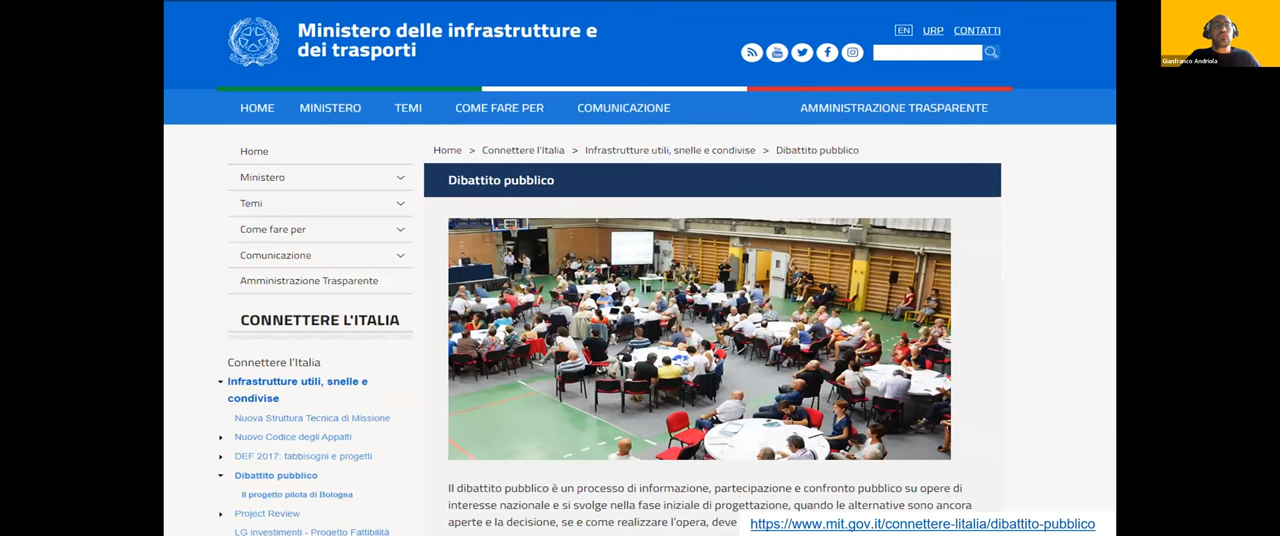 Ministero delle infrastrutture e
dei trasporti
EN URP CONTATTI
HOME MINISTERO TEMI COME FARE PER COMUNICAZIONE AMMINISTRAZIONE TRASPARENTE
Gianfranco Andriola
Home
Ministero
Temi
Come fare per
Comunicazione
Amministrazione Trasparente
CONNETTERE L'ITALIA
Connettere l'Italia
Infrastrutture utili, snelle e
condivise
Nuova Struttura Tecnica di Missione
Nuovo Codice degli Appalti
DEF 2017: fabbisogni e progetti
Dibattito pubblico
Il progetto pilota di Bologna
Project Review
LG investimenti - Progetto Fattibilità
Home > Connettere l'Italia > Infrastrutture utili, snelle e condivise > Dibattito pubblico
Dibattito pubblico
Il dibattito pubblico è un processo di informazione, partecipazione e confronto pubblico su opere di
interesse nazionale e si svolge nella fase iniziale di progettazione, quando le alternative sono ancora
aperte e la decisione, se e come realizzare l'opera, deve
https://www.mit.gov.it/connettere-litalia/dibattito-pubblico